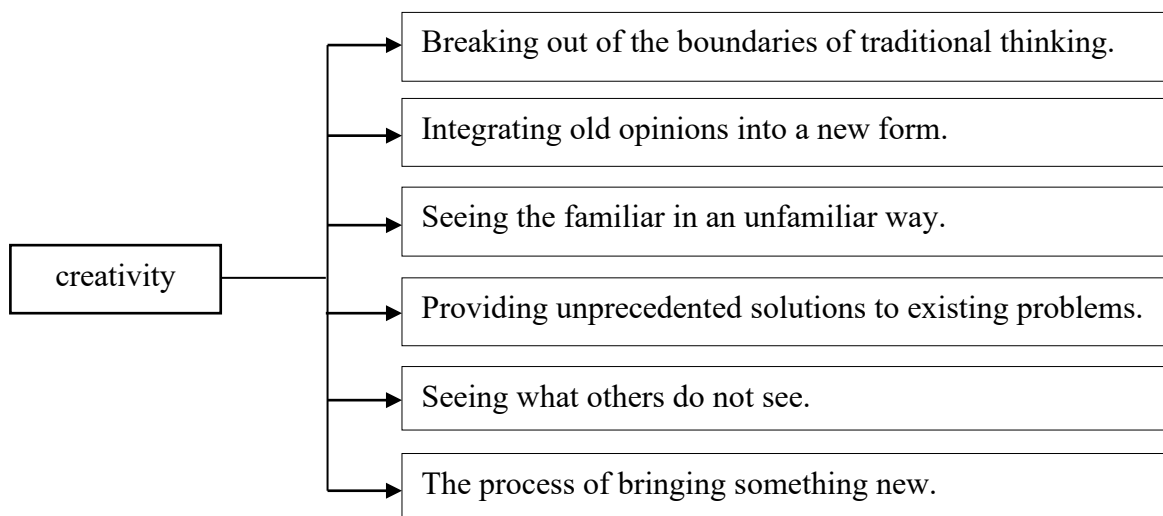 Breaking out of the boundaries of traditional thinking.
Integrating old opinions into a new form.
Seeing the familiar in an unfamiliar way.
creativity
Providing unprecedented solutions to existing problems.
Seeing what others do not see.
The process of bringing something new.